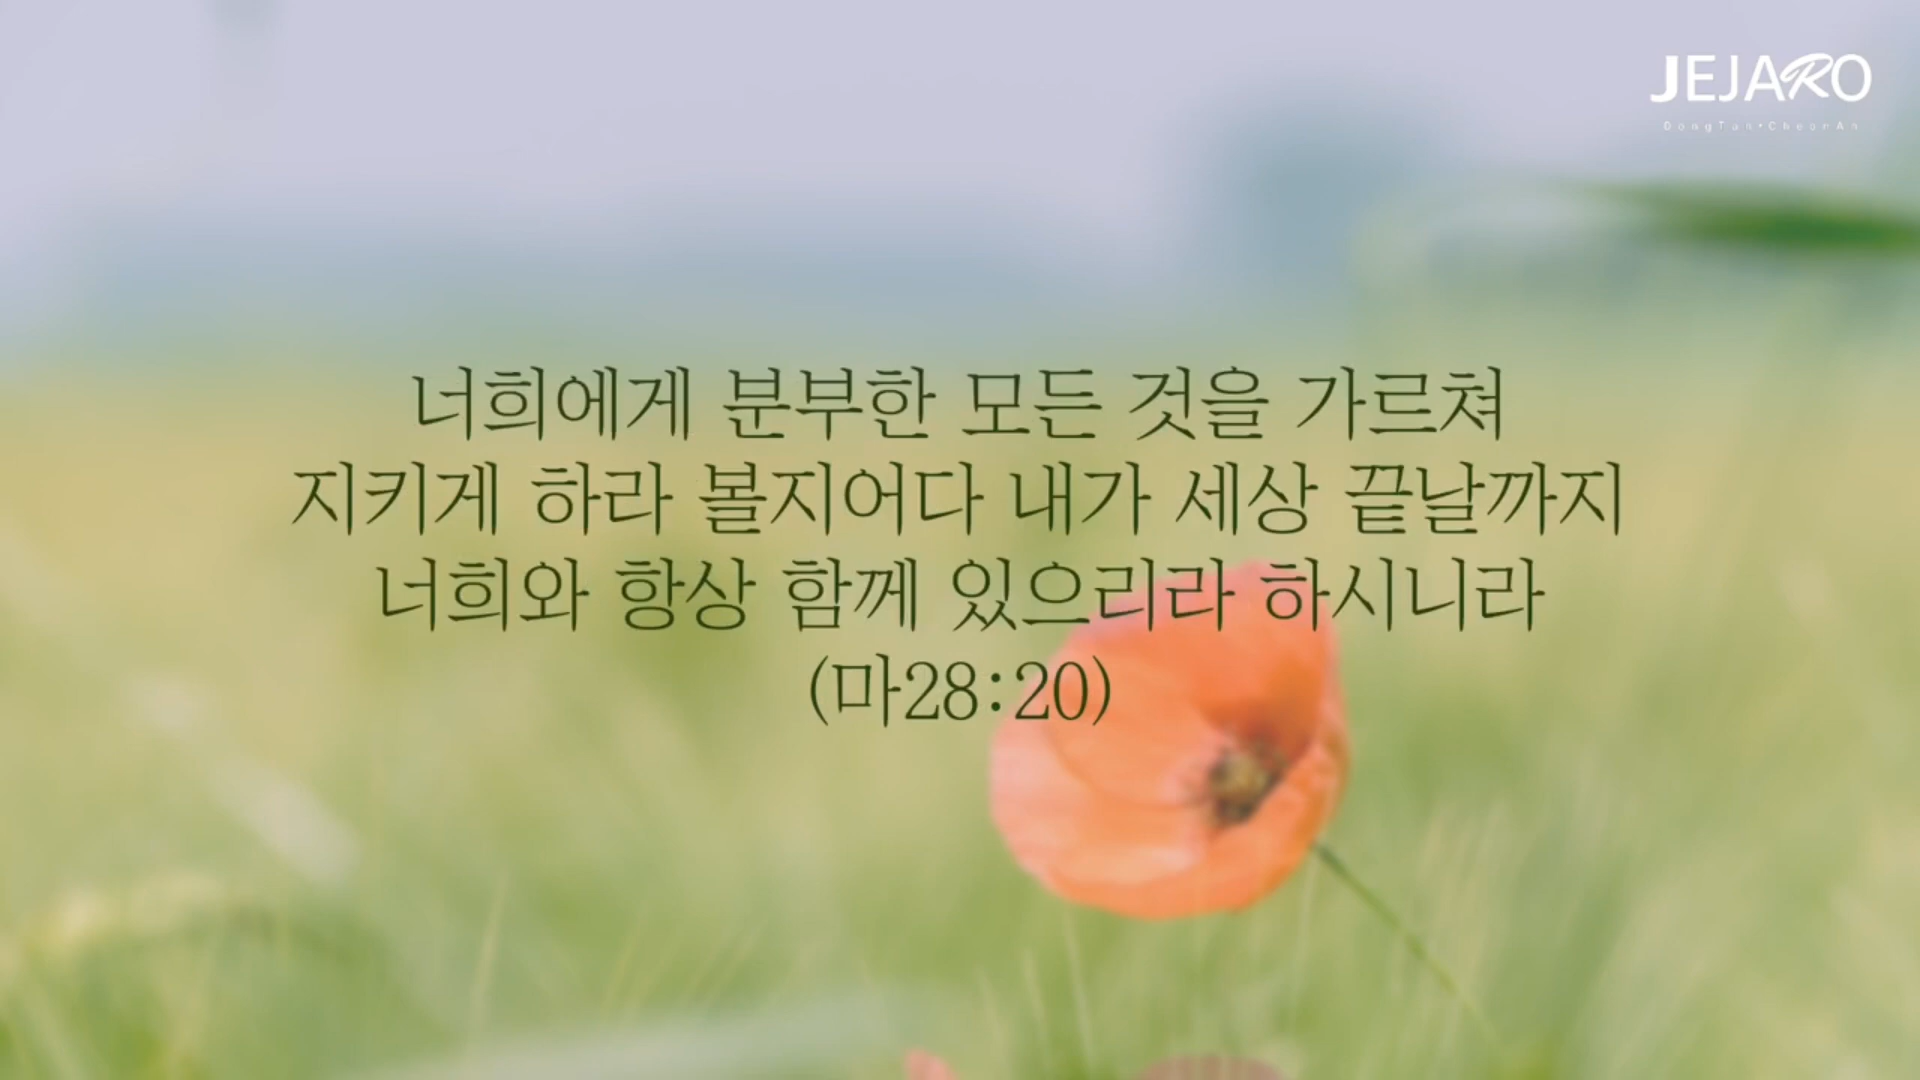 JEJARO
DongTan•CheonAn
너희에게 분부한 모든 것을 가르쳐
지키게 하라 볼지어다 내가 세상 끝날까지
너희와 항상 함께 있으리라 하시니라
(마28:20)